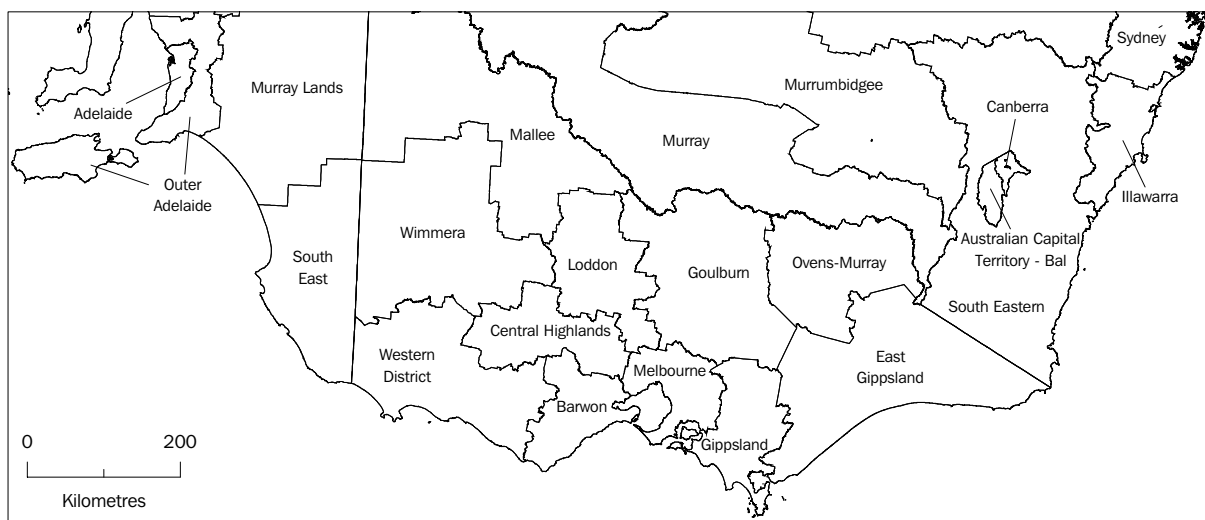 Sydney
Murray Lands
Murrumbidgee
Adelaide
Canberra
Mallee
Murray
Outer
Adelaide
Illawarra
Wimmera
Australian Capital
Territory - Bal
South
East
Loddon
Goulburn
Ovens-Murray
South Eastern
Central Highlands
Western
District
Melbourne
East
Gippsland
Barwon
Gippsland
0 200
Kilometres